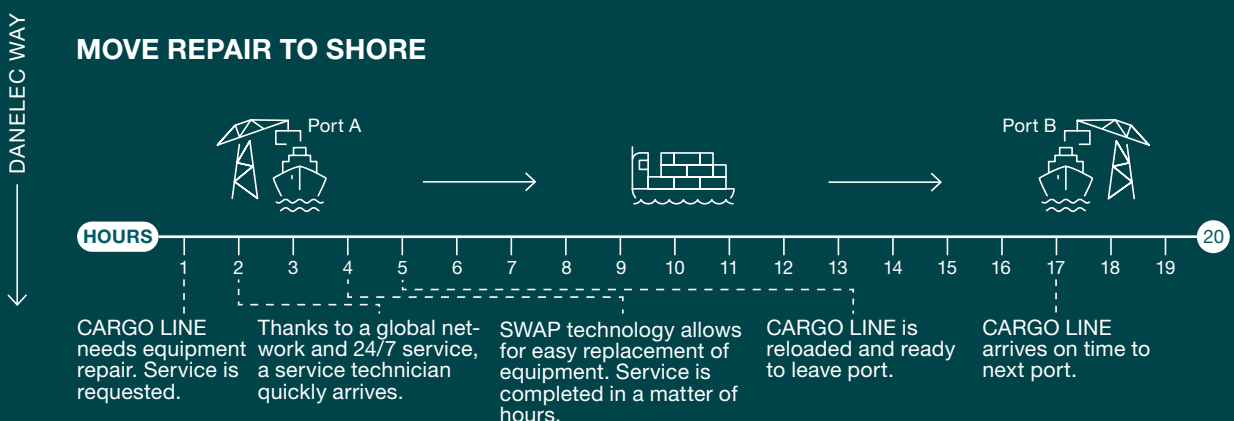 DANELEC WAY
MOVE REPAIR TO SHORE
Port A
Port B
HOURS
1 2 3 4 5 6 7 8 9 10 11 12 13 14 15 16 17 18 19 20
CARGO LINE
needs equipment
repair. Service is
requested.
Thanks to a global net-
work and 24/7 service,
a service technician
quickly arrives.
SWAP technology allows
for easy replacement of
equipment. Service is
completed in a matter of
hours.
CARGO LINE is
reloaded and ready
to leave port.
CARGO LINE
arrives on time to
next port.